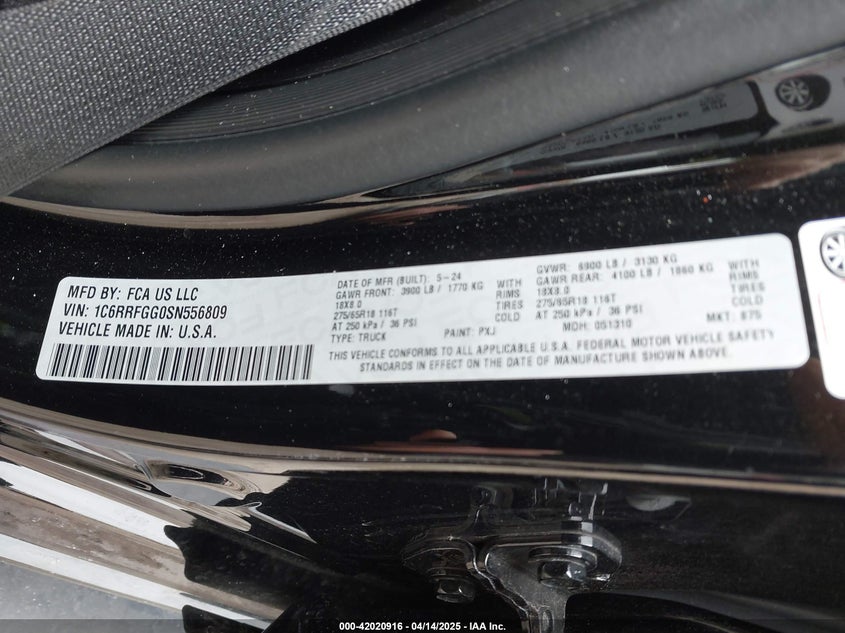 MFD BY: FCA US LLC
VIN: 1C6RRFGG0SN556809
VEHICLE MADE IN: U.S.A.
DATE OF MFR (BUILT): 5-24
GAWR FRONT: 3900 LB / 1770 KG WITH
18X8.0 RIMS
275/65R18 116T TIRES
AT 250 kPa / 36 PSI COLD
TYPE: TRUCK PAINT: PXJ
GVWR: 6900 LB / 3130 KG
GAWR REAR: 4100 LB / 1860 KG WITH
18X8.0 RIMS
275/65R18 116T TIRES
AT 250 kPa / 36 PSI COLD
MDH: 051310 MKT: 875
THIS VEHICLE CONFORMS TO ALL APPLICABLE U.S.A. FEDERAL MOTOR VEHICLE SAFETY
STANDARDS IN EFFECT ON THE DATE OF MANUFACTURE SHOWN ABOVE.
000-42020916 - 04/14/2025 - IAA Inc.